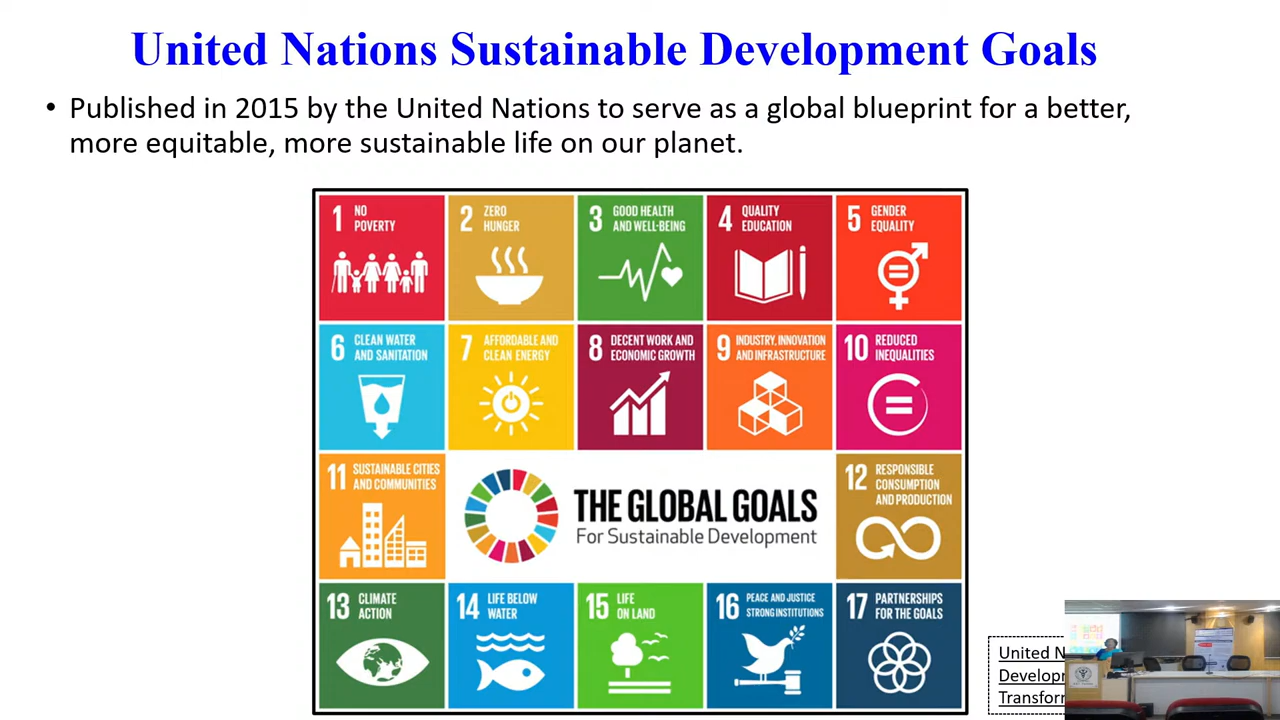 United Nations Sustainable Development Goals
• Published in 2015 by the United Nations to serve as a global blueprint for a better,
more equitable, more sustainable life on our planet.
1 NO
POVERTY
2 ZERO
HUNGER
3 GOOD HEALTH
AND WELL-BEING
4 QUALITY
EDUCATION
5 GENDER
EQUALITY
6 CLEAN WATER
AND SANITATION
7 AFFORDABLE AND
CLEAN ENERGY
8 DECENT WORK AND
ECONOMIC GROWTH
9 INDUSTRY, INNOVATION
AND INFRASTRUCTURE
10 REDUCED
INEQUALITIES
11 SUSTAINABLE CITIES
AND COMMUNITIES
THE GLOBAL GOALS
For Sustainable Development
12 RESPONSIBLE
CONSUMPTION
AND PRODUCTION
13 CLIMATE
ACTION
14 LIFE BELOW
WATER
15 LIFE
ON LAND
16 PEACE AND JUSTICE
STRONG INSTITUTIONS
17 PARTNERSHIPS
FOR THE GOALS
United